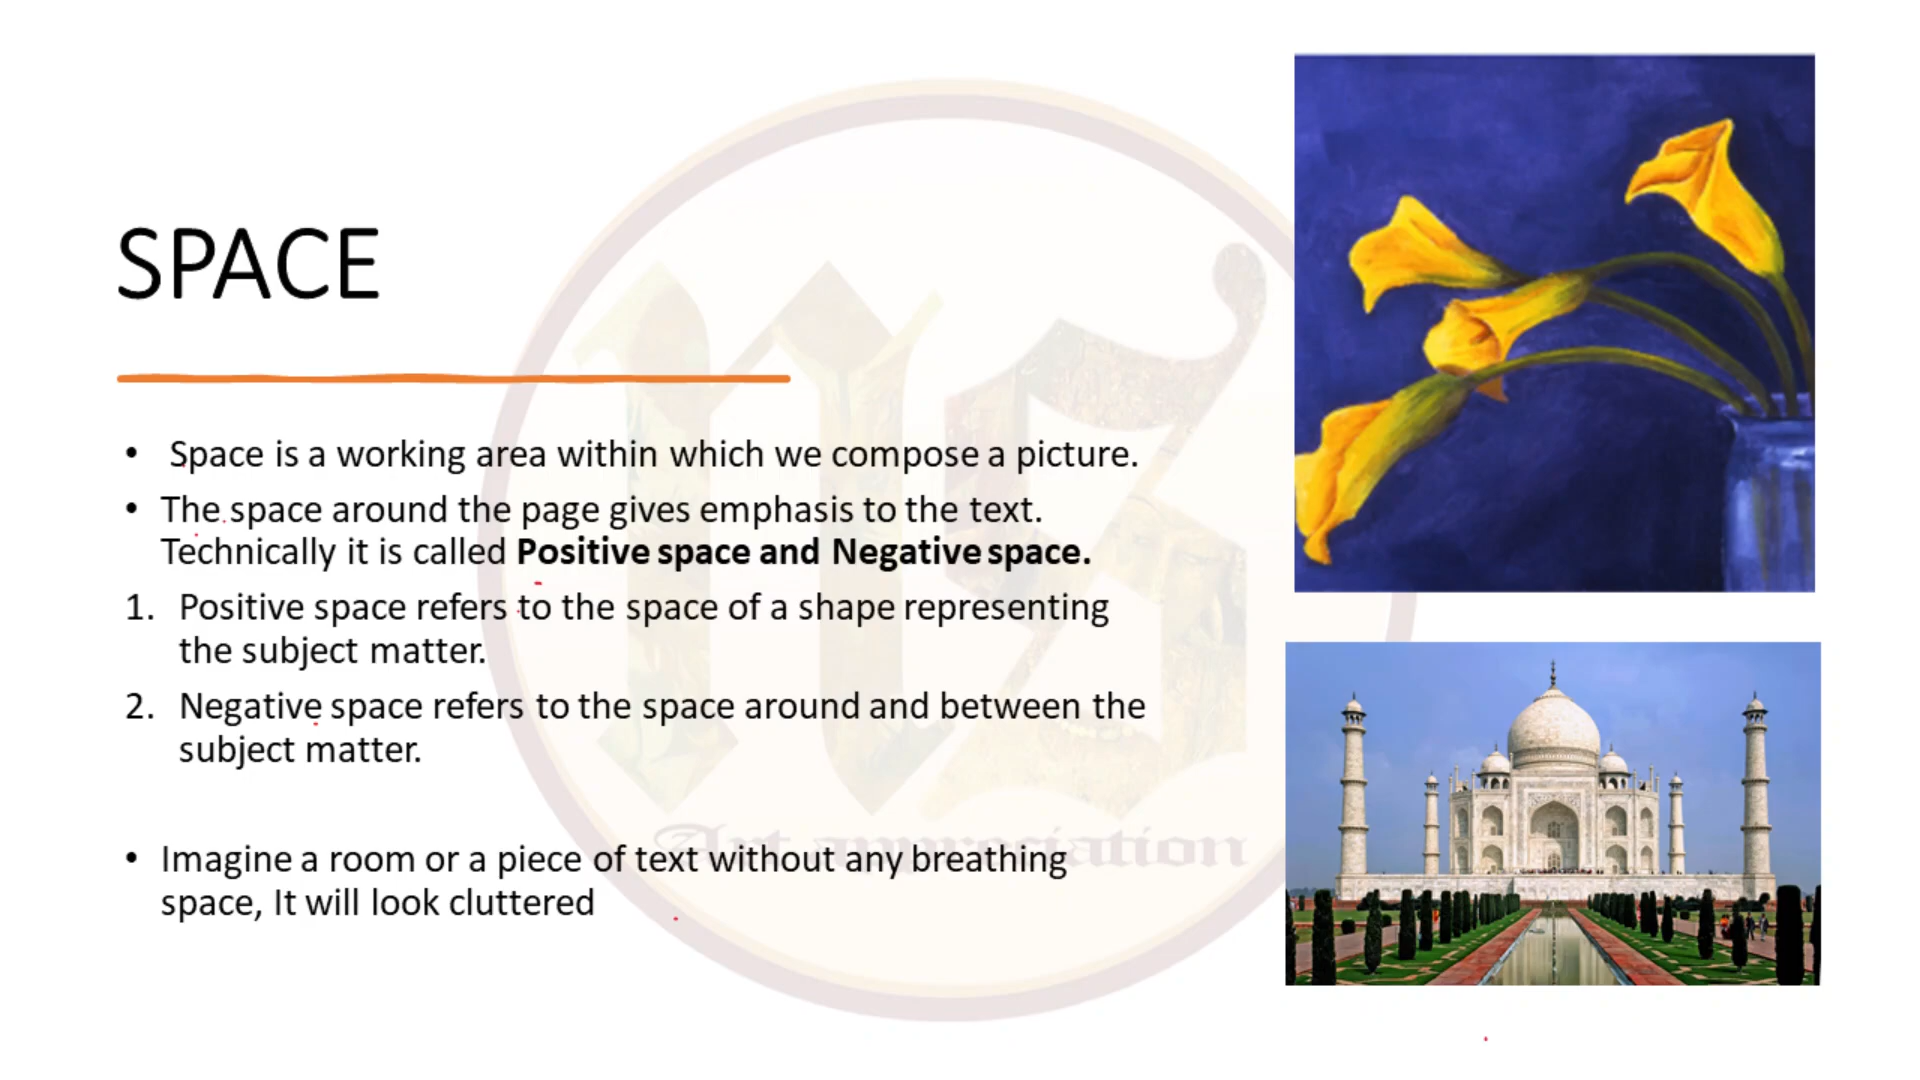 SPACE
• Space is a working area within which we compose a picture.
• The space around the page gives emphasis to the text.
Technically it is called Positive space and Negative space.
1. Positive space refers to the space of a shape representing
the subject matter.
2. Negative space refers to the space around and between the
subject matter.
• Imagine a room or a piece of text without any breathing
space, It will look cluttered
Art appreciation